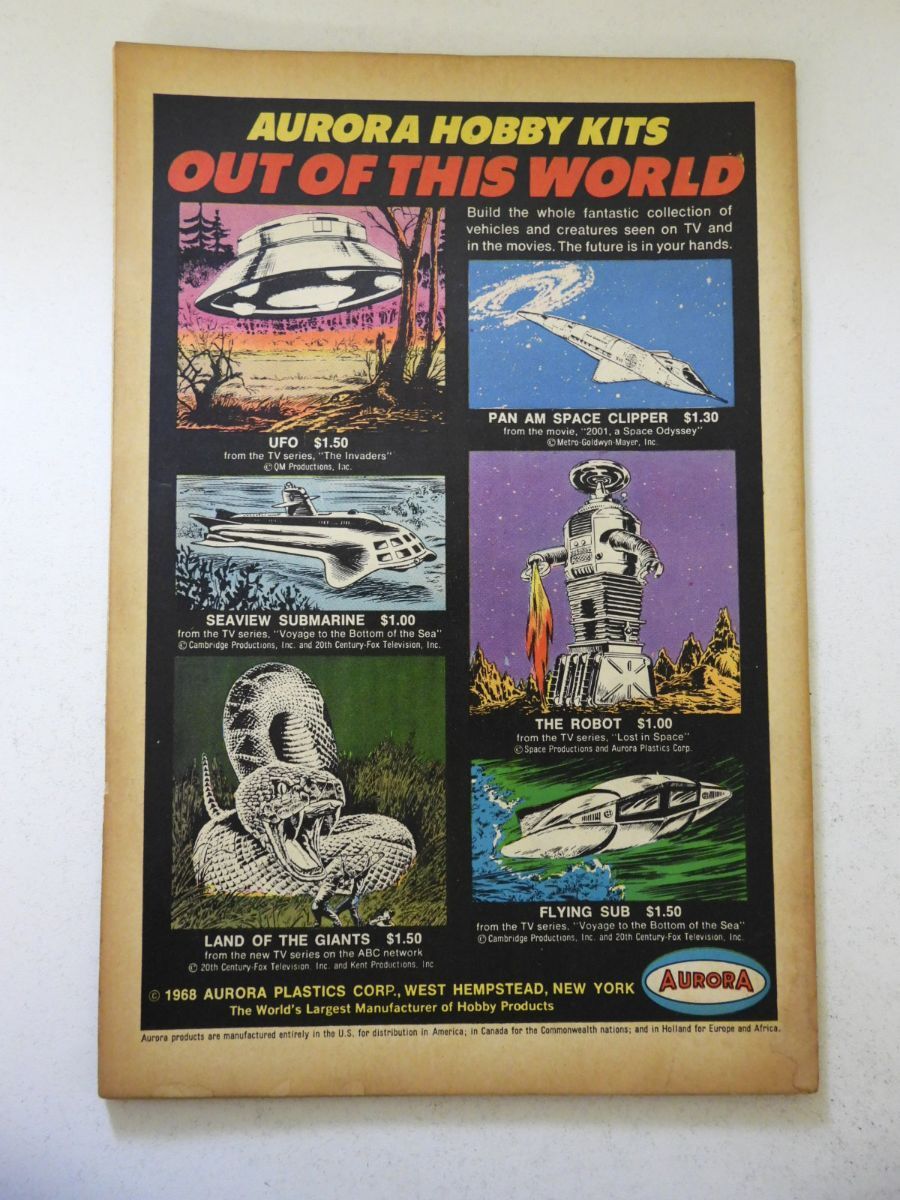 AURORA HOBBY KITS
OUT OF THIS WORLD
Build the whole fantastic collection of
vehicles and creatures seen on TV and
in the movies. The future is in your hands.
UFO $1.50
from the TV series, "The Invaders"
© QM Productions, Inc.
PAN AM SPACE CLIPPER $1.30
from the movie, "2001, a Space Odyssey"
© Metro-Goldwyn-Mayer, Inc.
SEAVIEW SUBMARINE $1.00
from the TV series, "Voyage to the Bottom of the Sea"
© Cambridge Productions, Inc. and 20th Century-Fox Television, Inc.
THE ROBOT $1.00
from the TV series, "Lost in Space"
© Space Productions and Aurora Plastics Corp.
LAND OF THE GIANTS $1.50
from the new TV series on the ABC network
© 20th Century-Fox Television, Inc. and Kent Productions, Inc
FLYING SUB $1.50
from the TV series, "Voyage to the Bottom of the Sea"
© Cambridge Productions, Inc. and 20th Century-Fox Television, Inc.
© 1968 AURORA PLASTICS CORP., WEST HEMPSTEAD, NEW YORK
The World's Largest Manufacturer of Hobby Products
AURORA
Aurora products are manufactured entirely in the U.S. for distribution in America; in Canada for the Commonwealth nations; and in Holland for Europe and Africa.